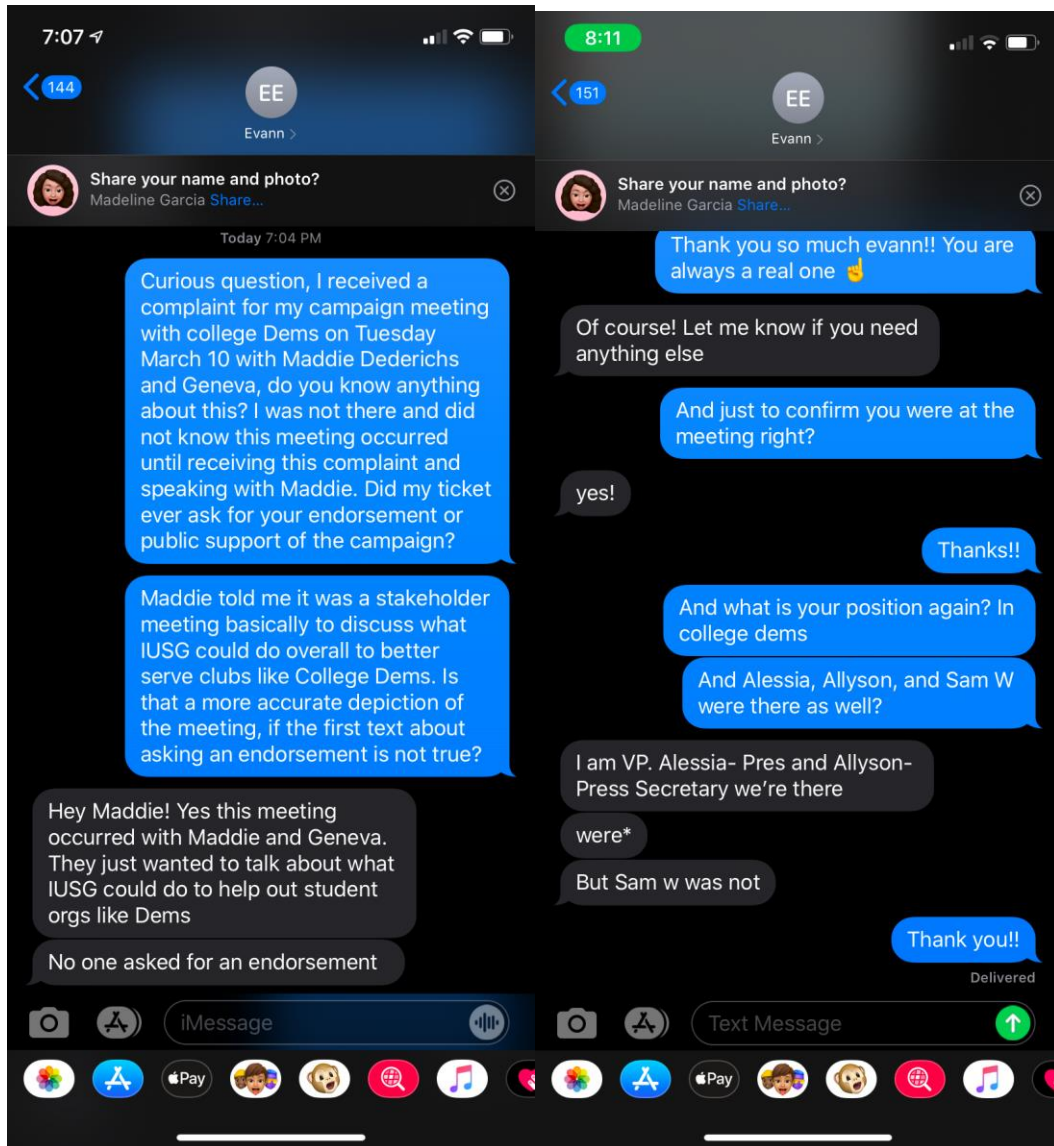 7:07
144
EE
Evann >
Share your name and photo?
Madeline Garcia Share...
Today 7:04 PM
Curious question, I received a
complaint for my campaign meeting
with college Dems on Tuesday
March 10 with Maddie Dederichs
and Geneva, do you know anything
about this? I was not there and did
not know this meeting occurred
until receiving this complaint and
speaking with Maddie. Did my ticket
ever ask for your endorsement or
public support of the campaign?
Maddie told me it was a stakeholder
meeting basically to discuss what
IUSG could do overall to better
serve clubs like College Dems. Is
that a more accurate depiction of
the meeting, if the first text about
asking an endorsement is not true?
Hey Maddie! Yes this meeting
occurred with Maddie and Geneva.
They just wanted to talk about what
IUSG could do to help out student
orgs like Dems
No one asked for an endorsement
iMessage
Pay
8:11
151
EE
Evann >
Share your name and photo?
Madeline Garcia Share...
Thank you so much evann!! You are
always a real one ☝️
Of course! Let me know if you need
anything else
And just to confirm you were at the
meeting right?
yes!
Thanks!!
And what is your position again? In
college dems
And Alessia, Allyson, and Sam W
were there as well?
I am VP. Alessia- Pres and Allyson-
Press Secretary we're there
were*
But Sam w was not
Thank you!!
Delivered
Text Message
Pay